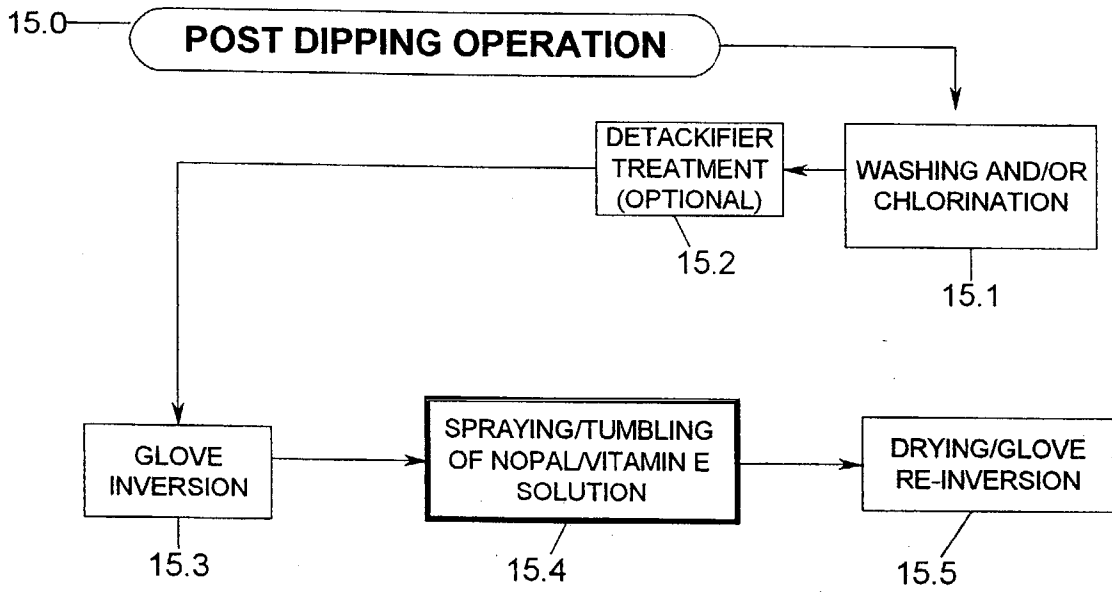 15.0
POST DIPPING OPERATION
DETACKIFIER
TREATMENT
(OPTIONAL)
15.2
WASHING AND/OR
CHLORINATION
15.1
GLOVE
INVERSION
15.3
SPRAYING/TUMBLING
OF NOPAL/VITAMIN E
SOLUTION
15.4
DRYING/GLOVE
RE-INVERSION
15.5